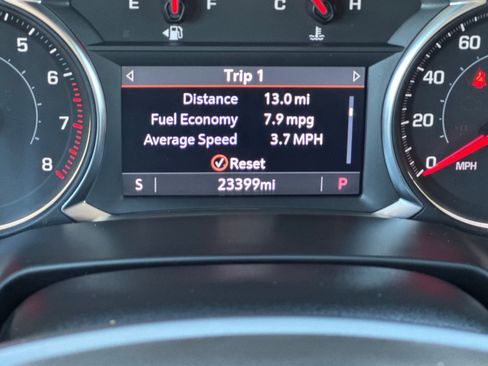 E F C H
Trip 1
Distance 13.0 mi
Fuel Economy 7.9 mpg
Average Speed 3.7 MPH
Reset
S 23399mi P
5
6
7
8
60
40
20
0
MPH